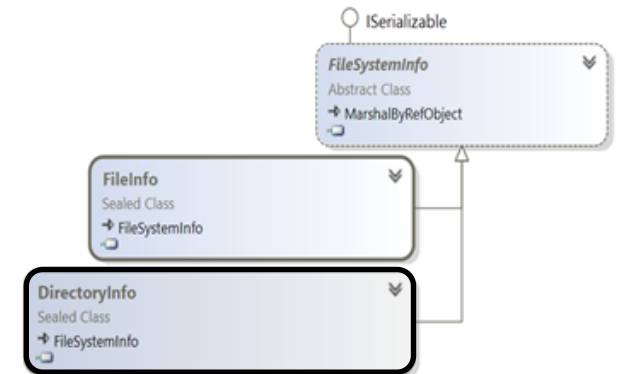 ISerializable
FileSystemInfo
Abstract Class
MarshalByRefObject
FileInfo
Sealed Class
FileSystemInfo
DirectoryInfo
Sealed Class
FileSystemInfo